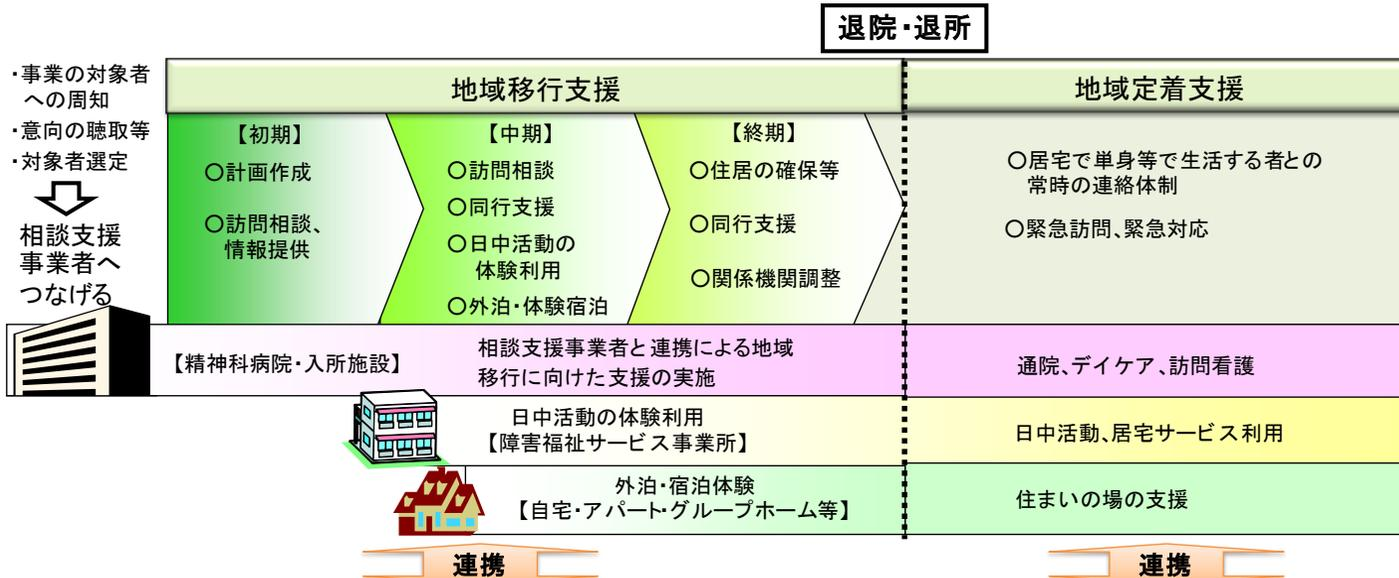 退院・退所
・事業の対象者
への周知
・意向の聴取等
・対象者選定
相談支援
事業者へ
つなげる
地域移行支援
地域定着支援
【初期】
○計画作成
○訪問相談、
情報提供
【中期】
○訪問相談
○同行支援
○日中活動の
体験利用
○外泊・体験宿泊
【終期】
○住居の確保等
○同行支援
○関係機関調整
○居宅で単身等で生活する者との
常時の連絡体制
○緊急訪問、緊急対応
【精神科病院・入所施設】
相談支援事業者と連携による地域
移行に向けた支援の実施
通院、デイケア、訪問看護
日中活動の体験利用
【障害福祉サービス事業所】
日中活動、居宅サービス利用
外泊・宿泊体験
【自宅・アパート・グループホーム等】
住まいの場の支援
連携
連携